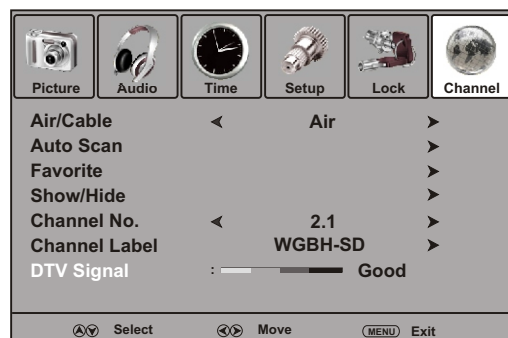 Picture Audio Time Setup Lock Channel
Air/Cable Air
Auto Scan
Favorite
Show/Hide
Channel No. 2.1
Channel Label WGBH-SD
DTV Signal : Good
Select Move MENU Exit